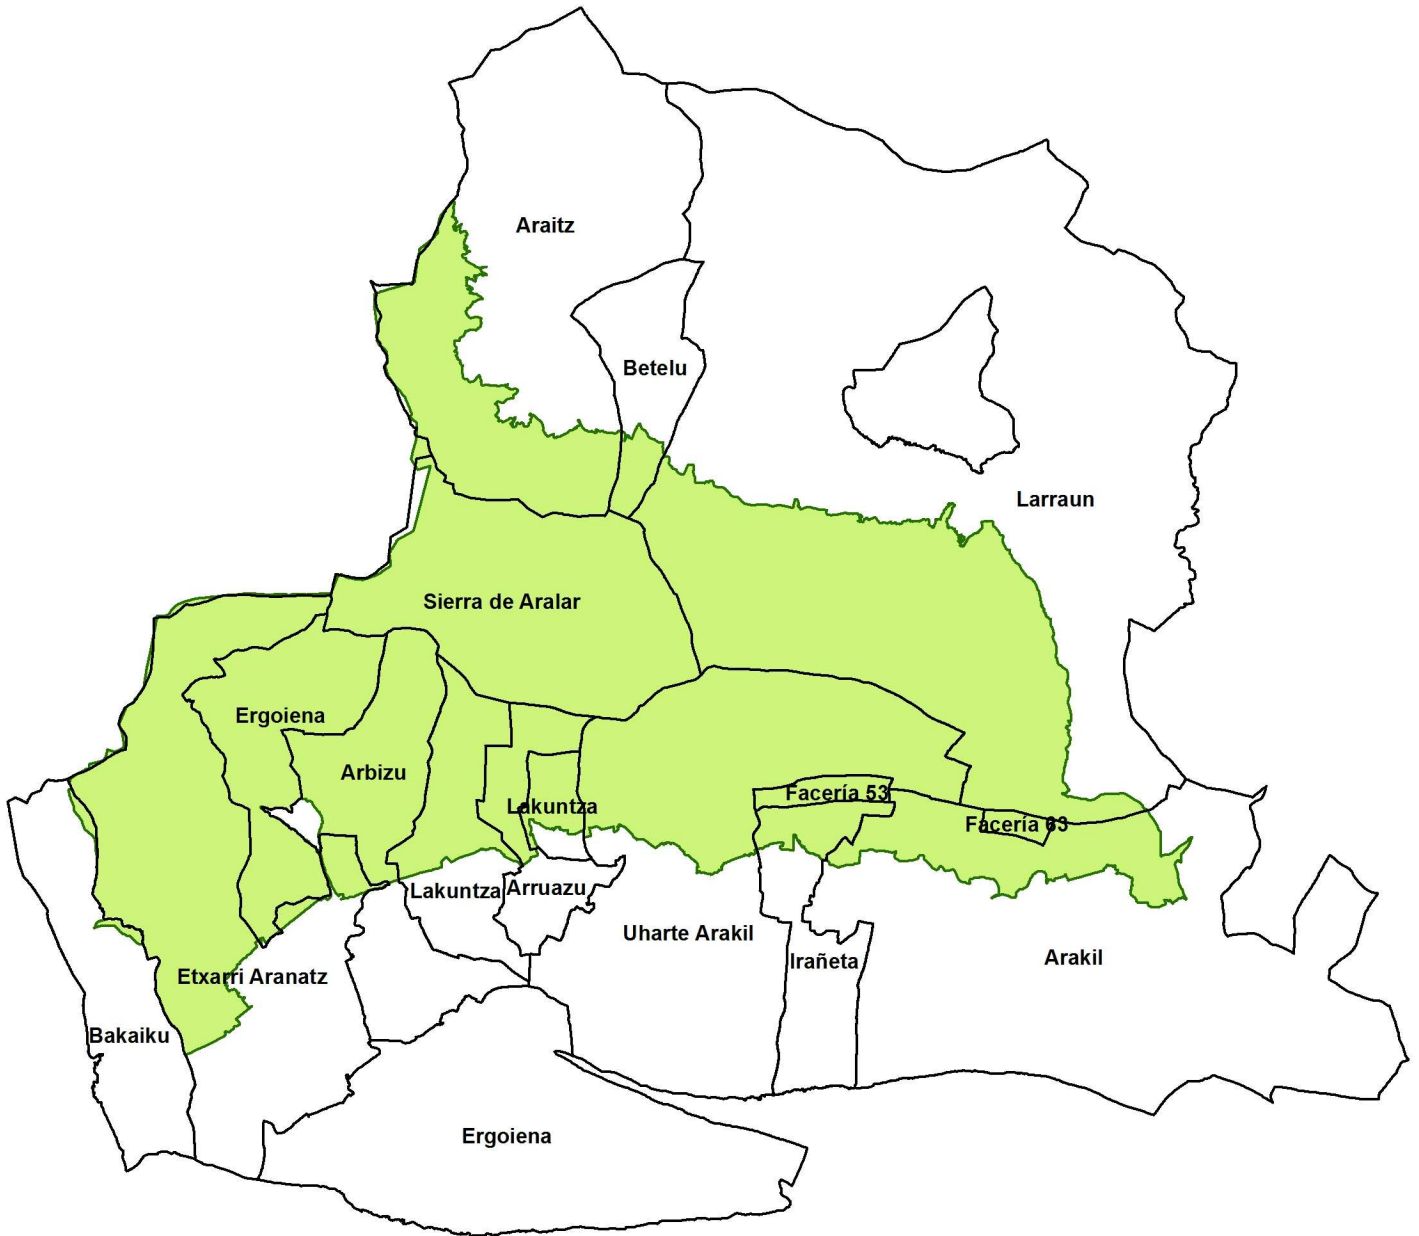 Araitz
Betelu
Larraun
Sierra de Aralar
Ergoiena
Arbizu
Facería 53
Lakuntza
Facería 63
Lakuntza
Arruazu
Uharte Arakil
Irañeta
Arakil
Etxarri Aranatz
Bakaiku
Ergoiena